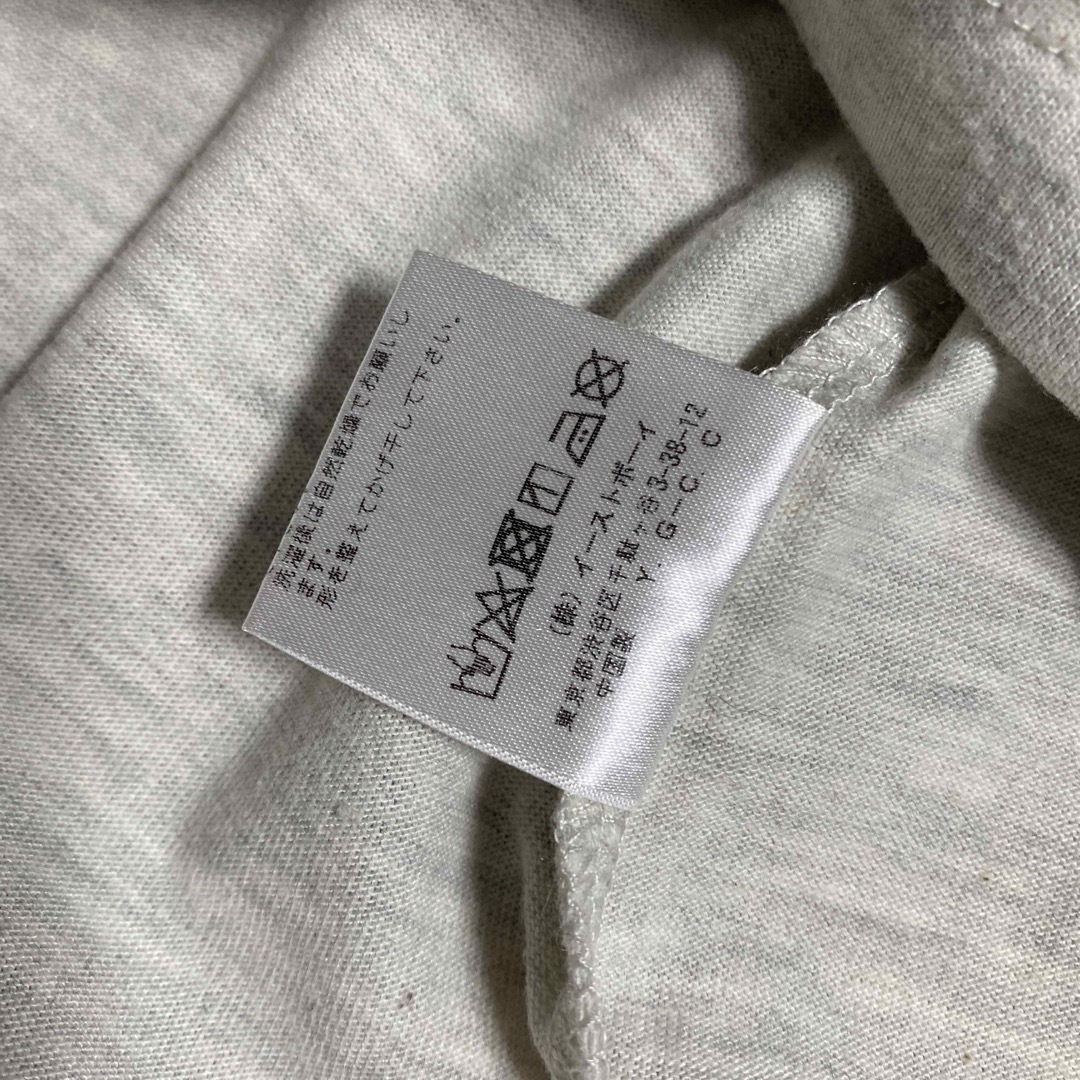 洗濯後は自然乾燥でお願いし
ます。
形を整えてかげ干しして下さい。
(株) イーストボーイ
東京都渋谷区千駄ヶ谷3-38-12
Y. G-C. C
中国製